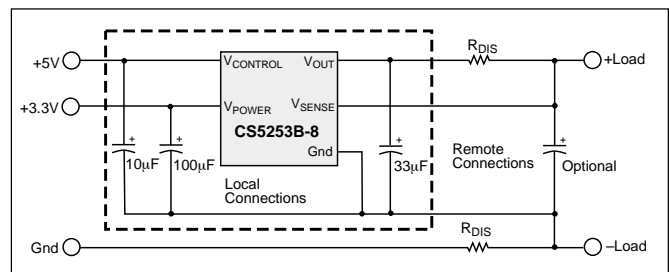 +5V
+3.3V
VCONTROL
VOUT
VPOWER
VSENSE
CS5253B-8
Gnd
RDIS
+Load
+
10μF
+
100μF
+
33μF
Local
Connections
Remote
Connections
+
Optional
Gnd
RDIS
–Load